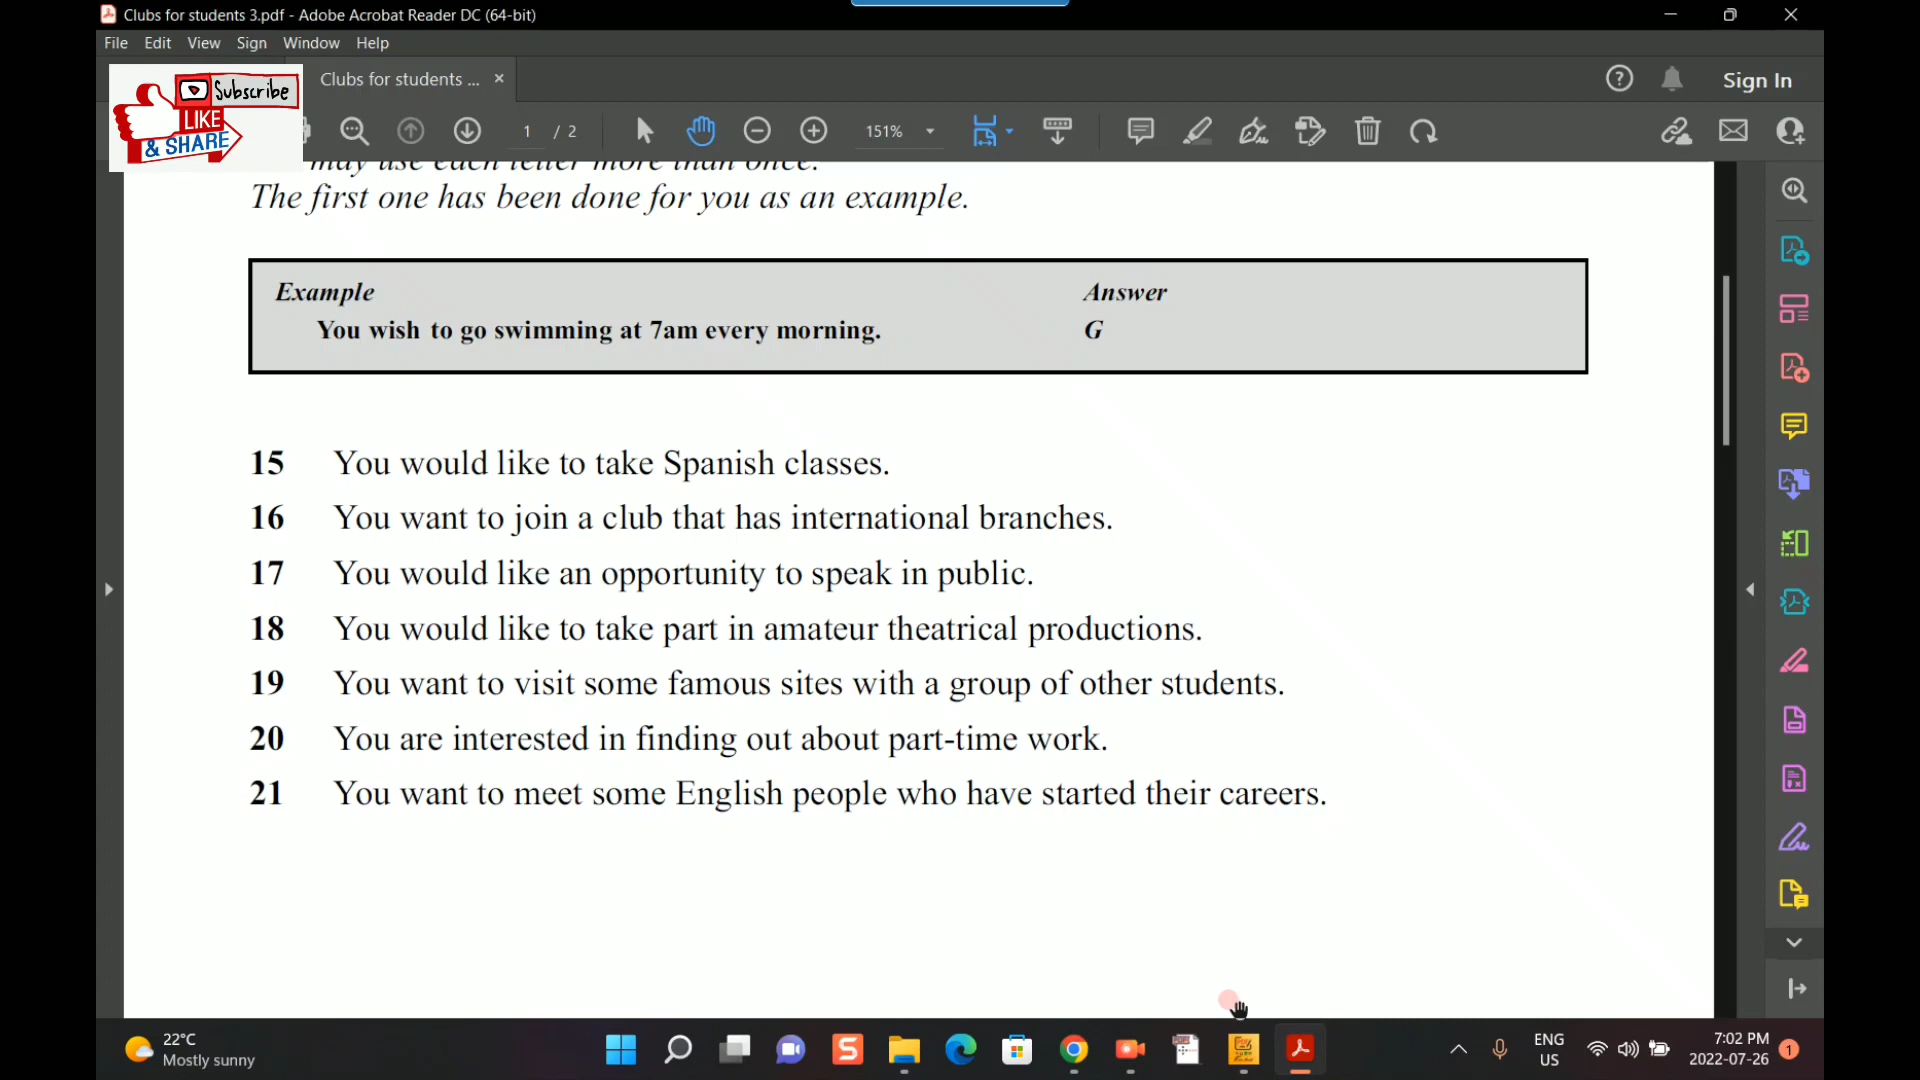 Clubs for students 3.pdf - Adobe Acrobat Reader DC (64-bit)
File Edit View Sign Window Help
Subscribe
LIKE
& SHARE
Clubs for students ...
Sign In
1 / 2
151%
may use each letter more than once.
The first one has been done for you as an example.
Example Answer
You wish to go swimming at 7am every morning. G
15 You would like to take Spanish classes.
16 You want to join a club that has international branches.
17 You would like an opportunity to speak in public.
18 You would like to take part in amateur theatrical productions.
19 You want to visit some famous sites with a group of other students.
20 You are interested in finding out about part-time work.
21 You want to meet some English people who have started their careers.
22°C
Mostly sunny
ENG
US
7:02 PM
2022-07-26
1